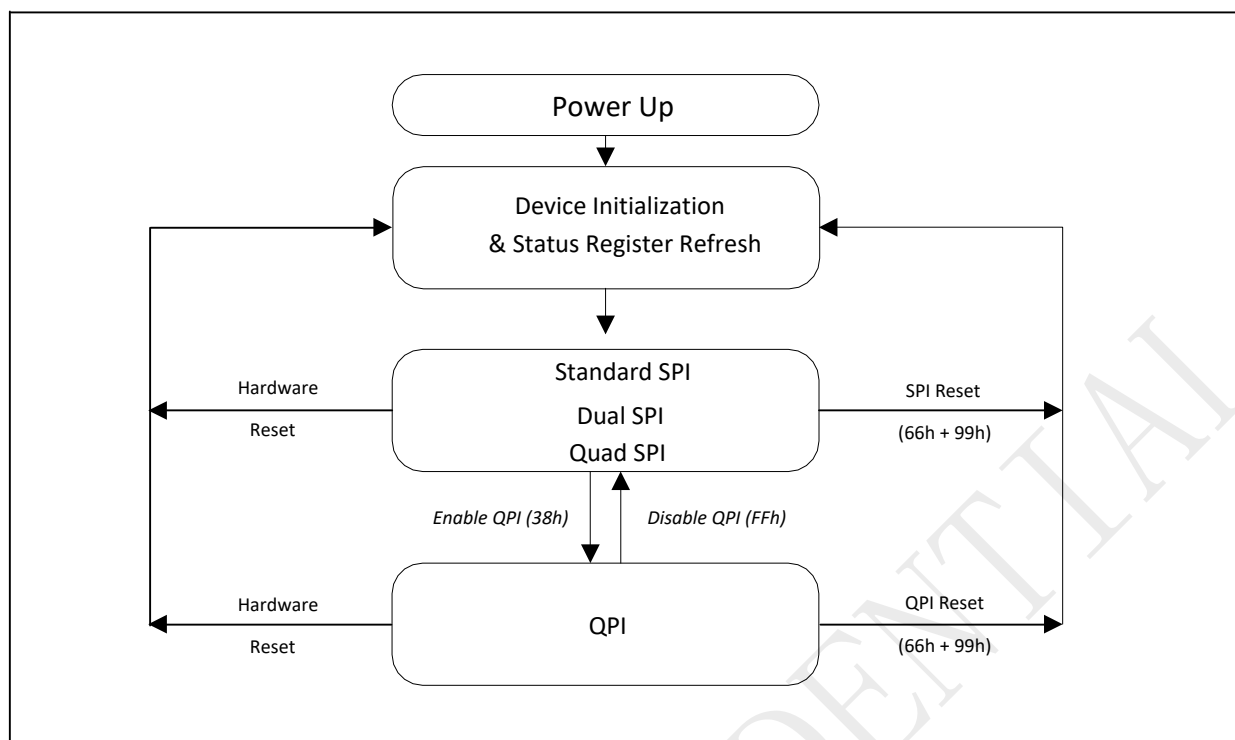 Power Up
Device Initialization
& Status Register Refresh
Standard SPI
Dual SPI
Quad SPI
Hardware
Reset
SPI Reset
(66h + 99h)
Enable QPI (38h)
Disable QPI (FFh)
QPI
Hardware
Reset
QPI Reset
(66h + 99h)
DENTIAI